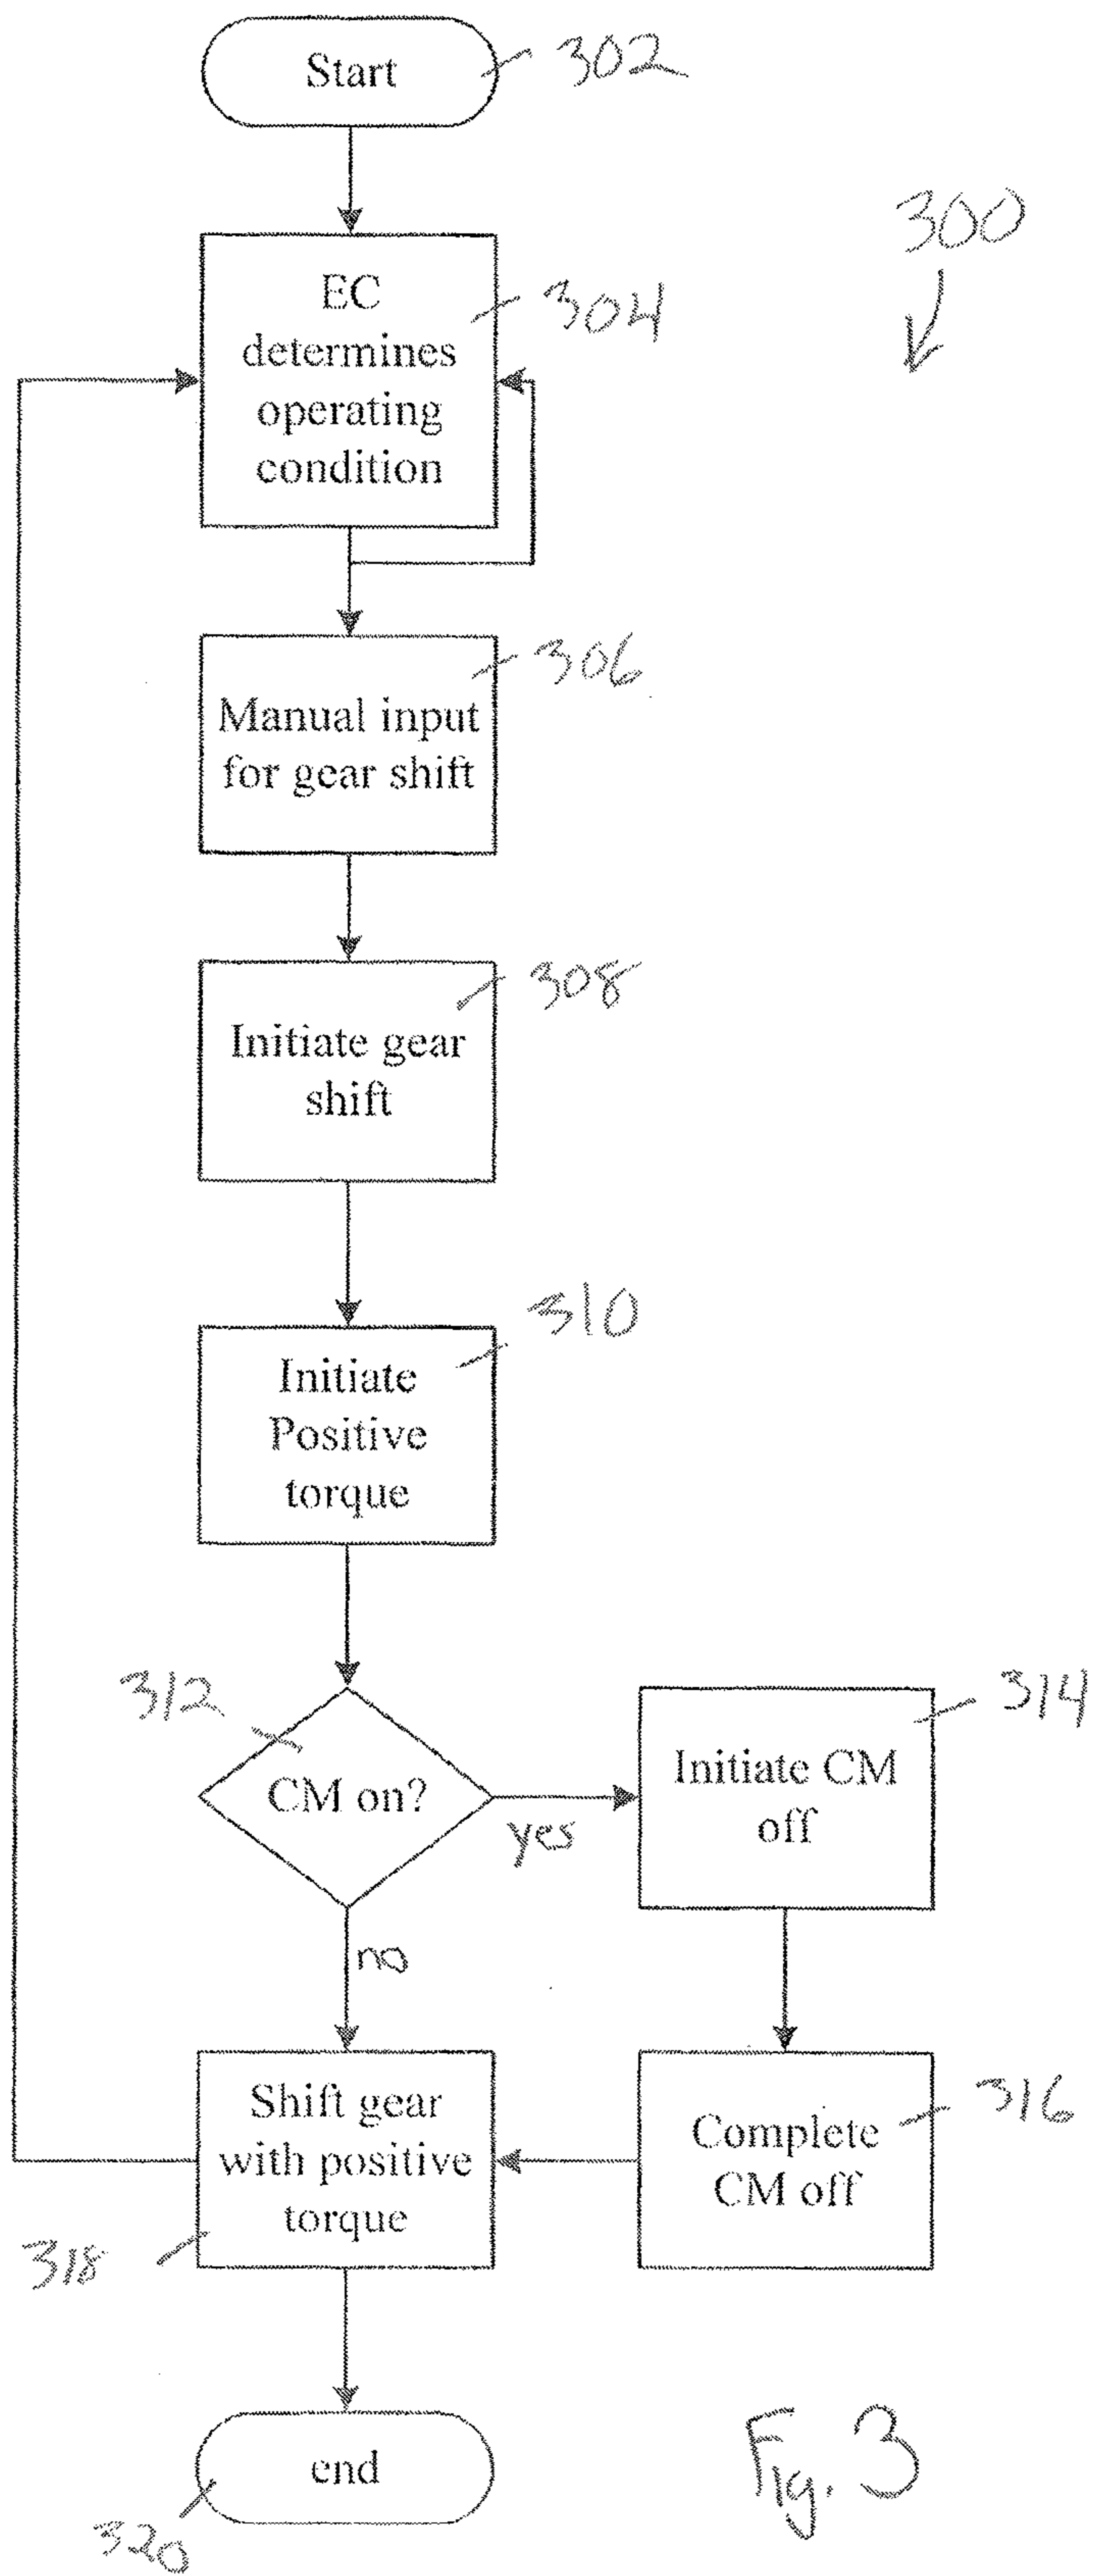 Start
302
300
EC
determines
operating
condition
304
306
Manual input
for gear shift
308
Initiate gear
shift
310
Initiate
Positive
torque
312
CM on?
yes
no
314
Initiate CM
off
Shift gear
with positive
torque
318
316
Complete
CM off
end
320
Fig. 3